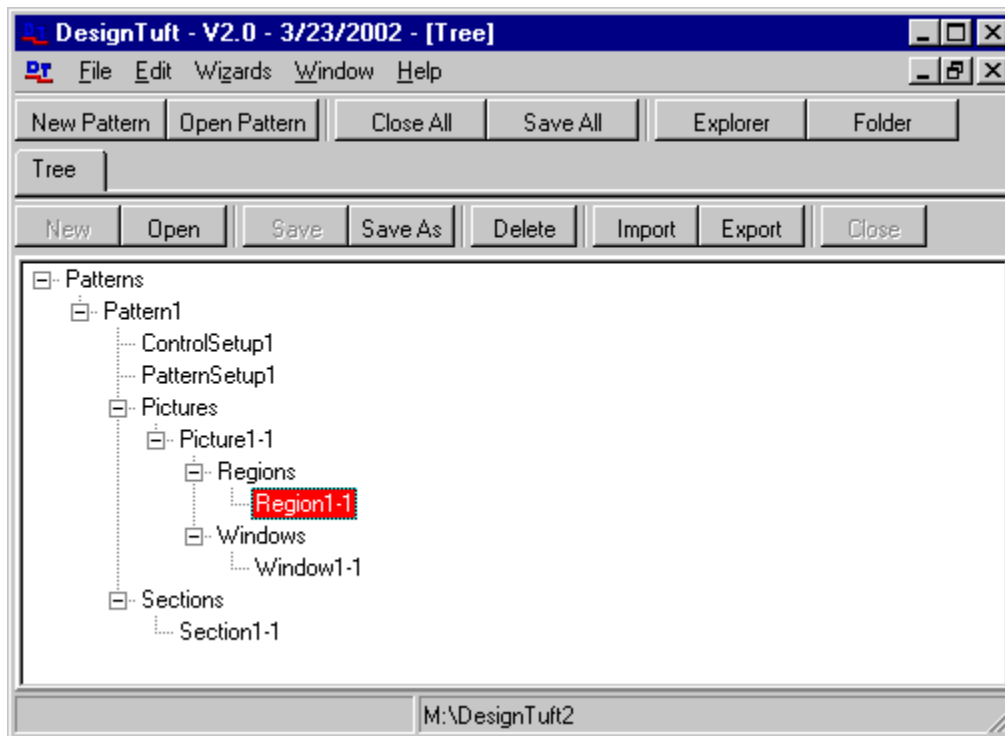 DT DesignTuft - V2.0 - 3/23/2002 - [Tree]
DT File Edit Wizards Window Help
New Pattern Open Pattern Close All Save All Explorer Folder
Tree
New Open Save Save As Delete Import Export Close
Patterns
Pattern1
ControlSetup1
PatternSetup1
Pictures
Picture1-1
Regions
Region1-1
Windows
Window1-1
Sections
Section1-1
M:\DesignTuft2